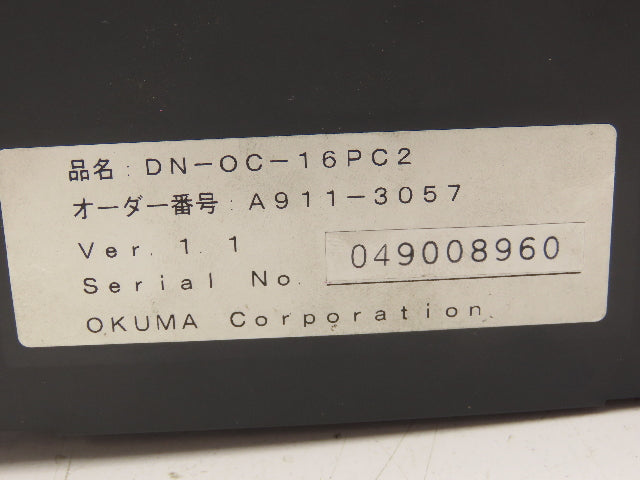 品名: DN-OC-16PC2
オーダー番号: A911-3057
Ver. 1.1
Serial No. 049008960
OKUMA Corporation